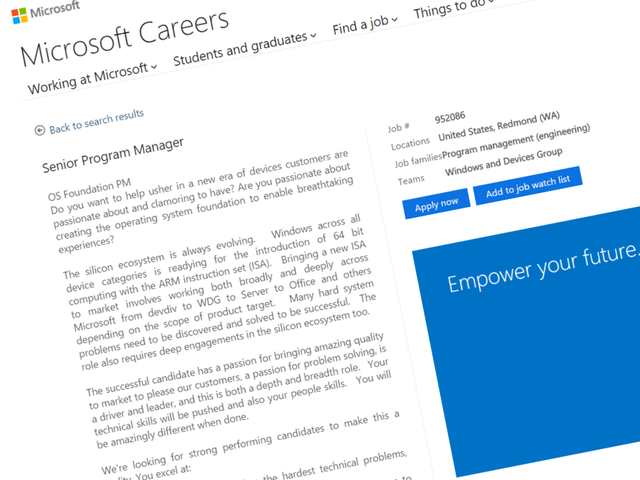 Microsoft
Microsoft Careers
Working at Microsoft
Students and graduates
Find a job
Things to do
Back to search results
Senior Program Manager
OS Foundation PM
Do you want to help usher in a new era of devices customers are
passionate about and clamoring to have? Are you passionate about
creating the operating system foundation to enable breathtaking
experiences?
The silicon ecosystem is always evolving. Windows across all
device categories is readying for the introduction of 64 bit
computing with the ARM instruction set (ISA). Bringing a new ISA
to market involves working both broadly and deeply across
Microsoft from devdiv to WDG to Server to Office and others
depending on the scope of product target. Many hard system
problems need to be discovered and solved to be successful. The
role also requires deep engagements in the silicon ecosystem too.
The successful candidate has a passion for bringing amazing quality
to market to please our customers, a passion for problem solving, is
a driver and leader, and this is both a depth and breadth role. Your
technical skills will be pushed and also your people skills. You will
be amazingly different when done.
We're looking for strong performing candidates to make this a
You excel at:
the hardest technical problems,
to
Job # 952086
Locations United States, Redmond (WA)
Job families Program management (engineering)
Teams Windows and Devices Group
Apply now
Add to job watch list
Empower your future.